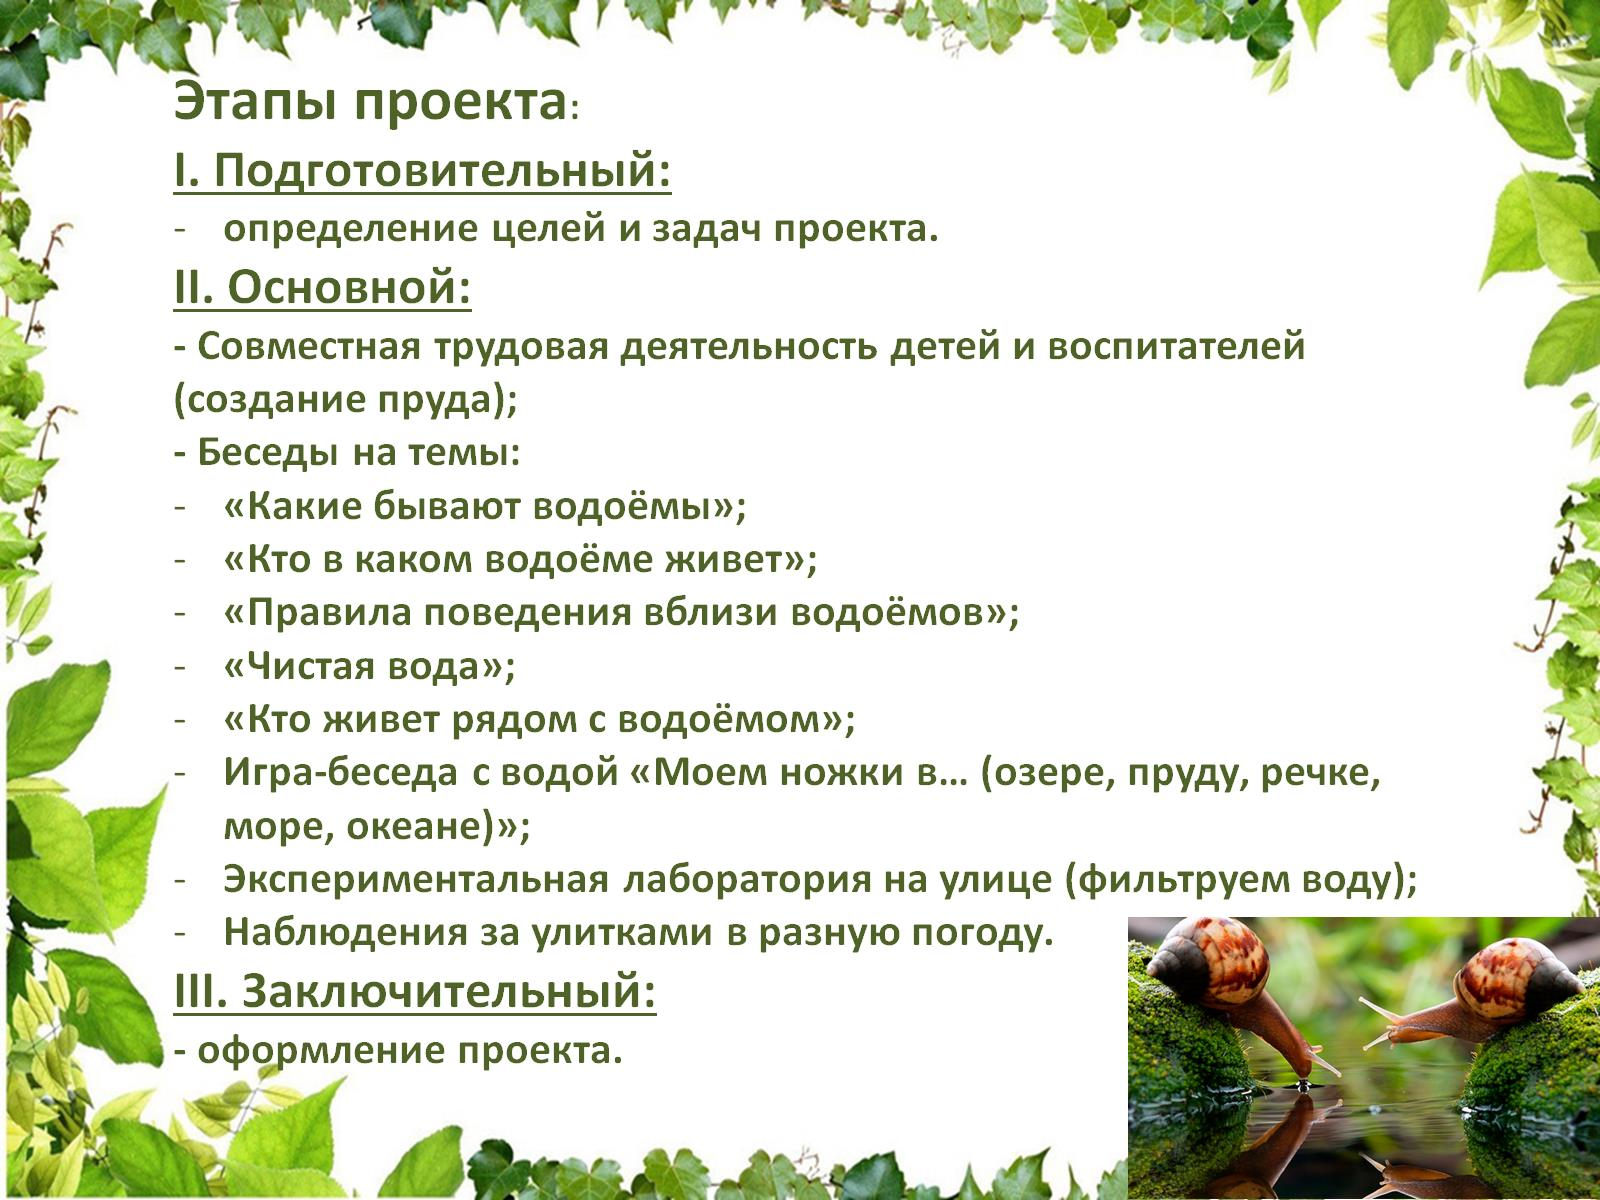 Этапы проекта:
I. Подготовительный:
- определение целей и задач проекта.
II. Основной:
- Совместная трудовая деятельность детей и воспитателей
(создание пруда);
- Беседы на темы:
- «Какие бывают водоёмы»;
- «Кто в каком водоёме живет»;
- «Правила поведения вблизи водоёмов»;
- «Чистая вода»;
- «Кто живет рядом с водоёмом»;
- Игра-беседа с водой «Моем ножки в… (озере, пруду, речке,
море, океане)»;
- Экспериментальная лаборатория на улице (фильтруем воду);
- Наблюдения за улитками в разную погоду.
III. Заключительный:
- оформление проекта.